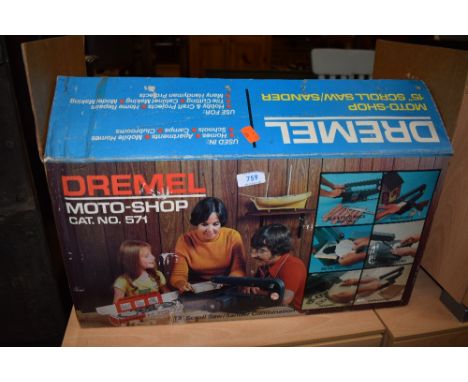 USE FOR:
Hobby & Craft Projects • Home Repairs
Tile Cutting • Cabinet Making • Model Making
Many Handyman Projects
USED IN:
Homes • Apartments • Mobile Homes
Schools • Camps • Clubrooms
MOTO-SHOP
15" SCROLL SAW/SANDER
DREMEL
DREMEL
MOTO-SHOP
CAT. NO. 571
759
15" Scroll Saw/Sander Combination